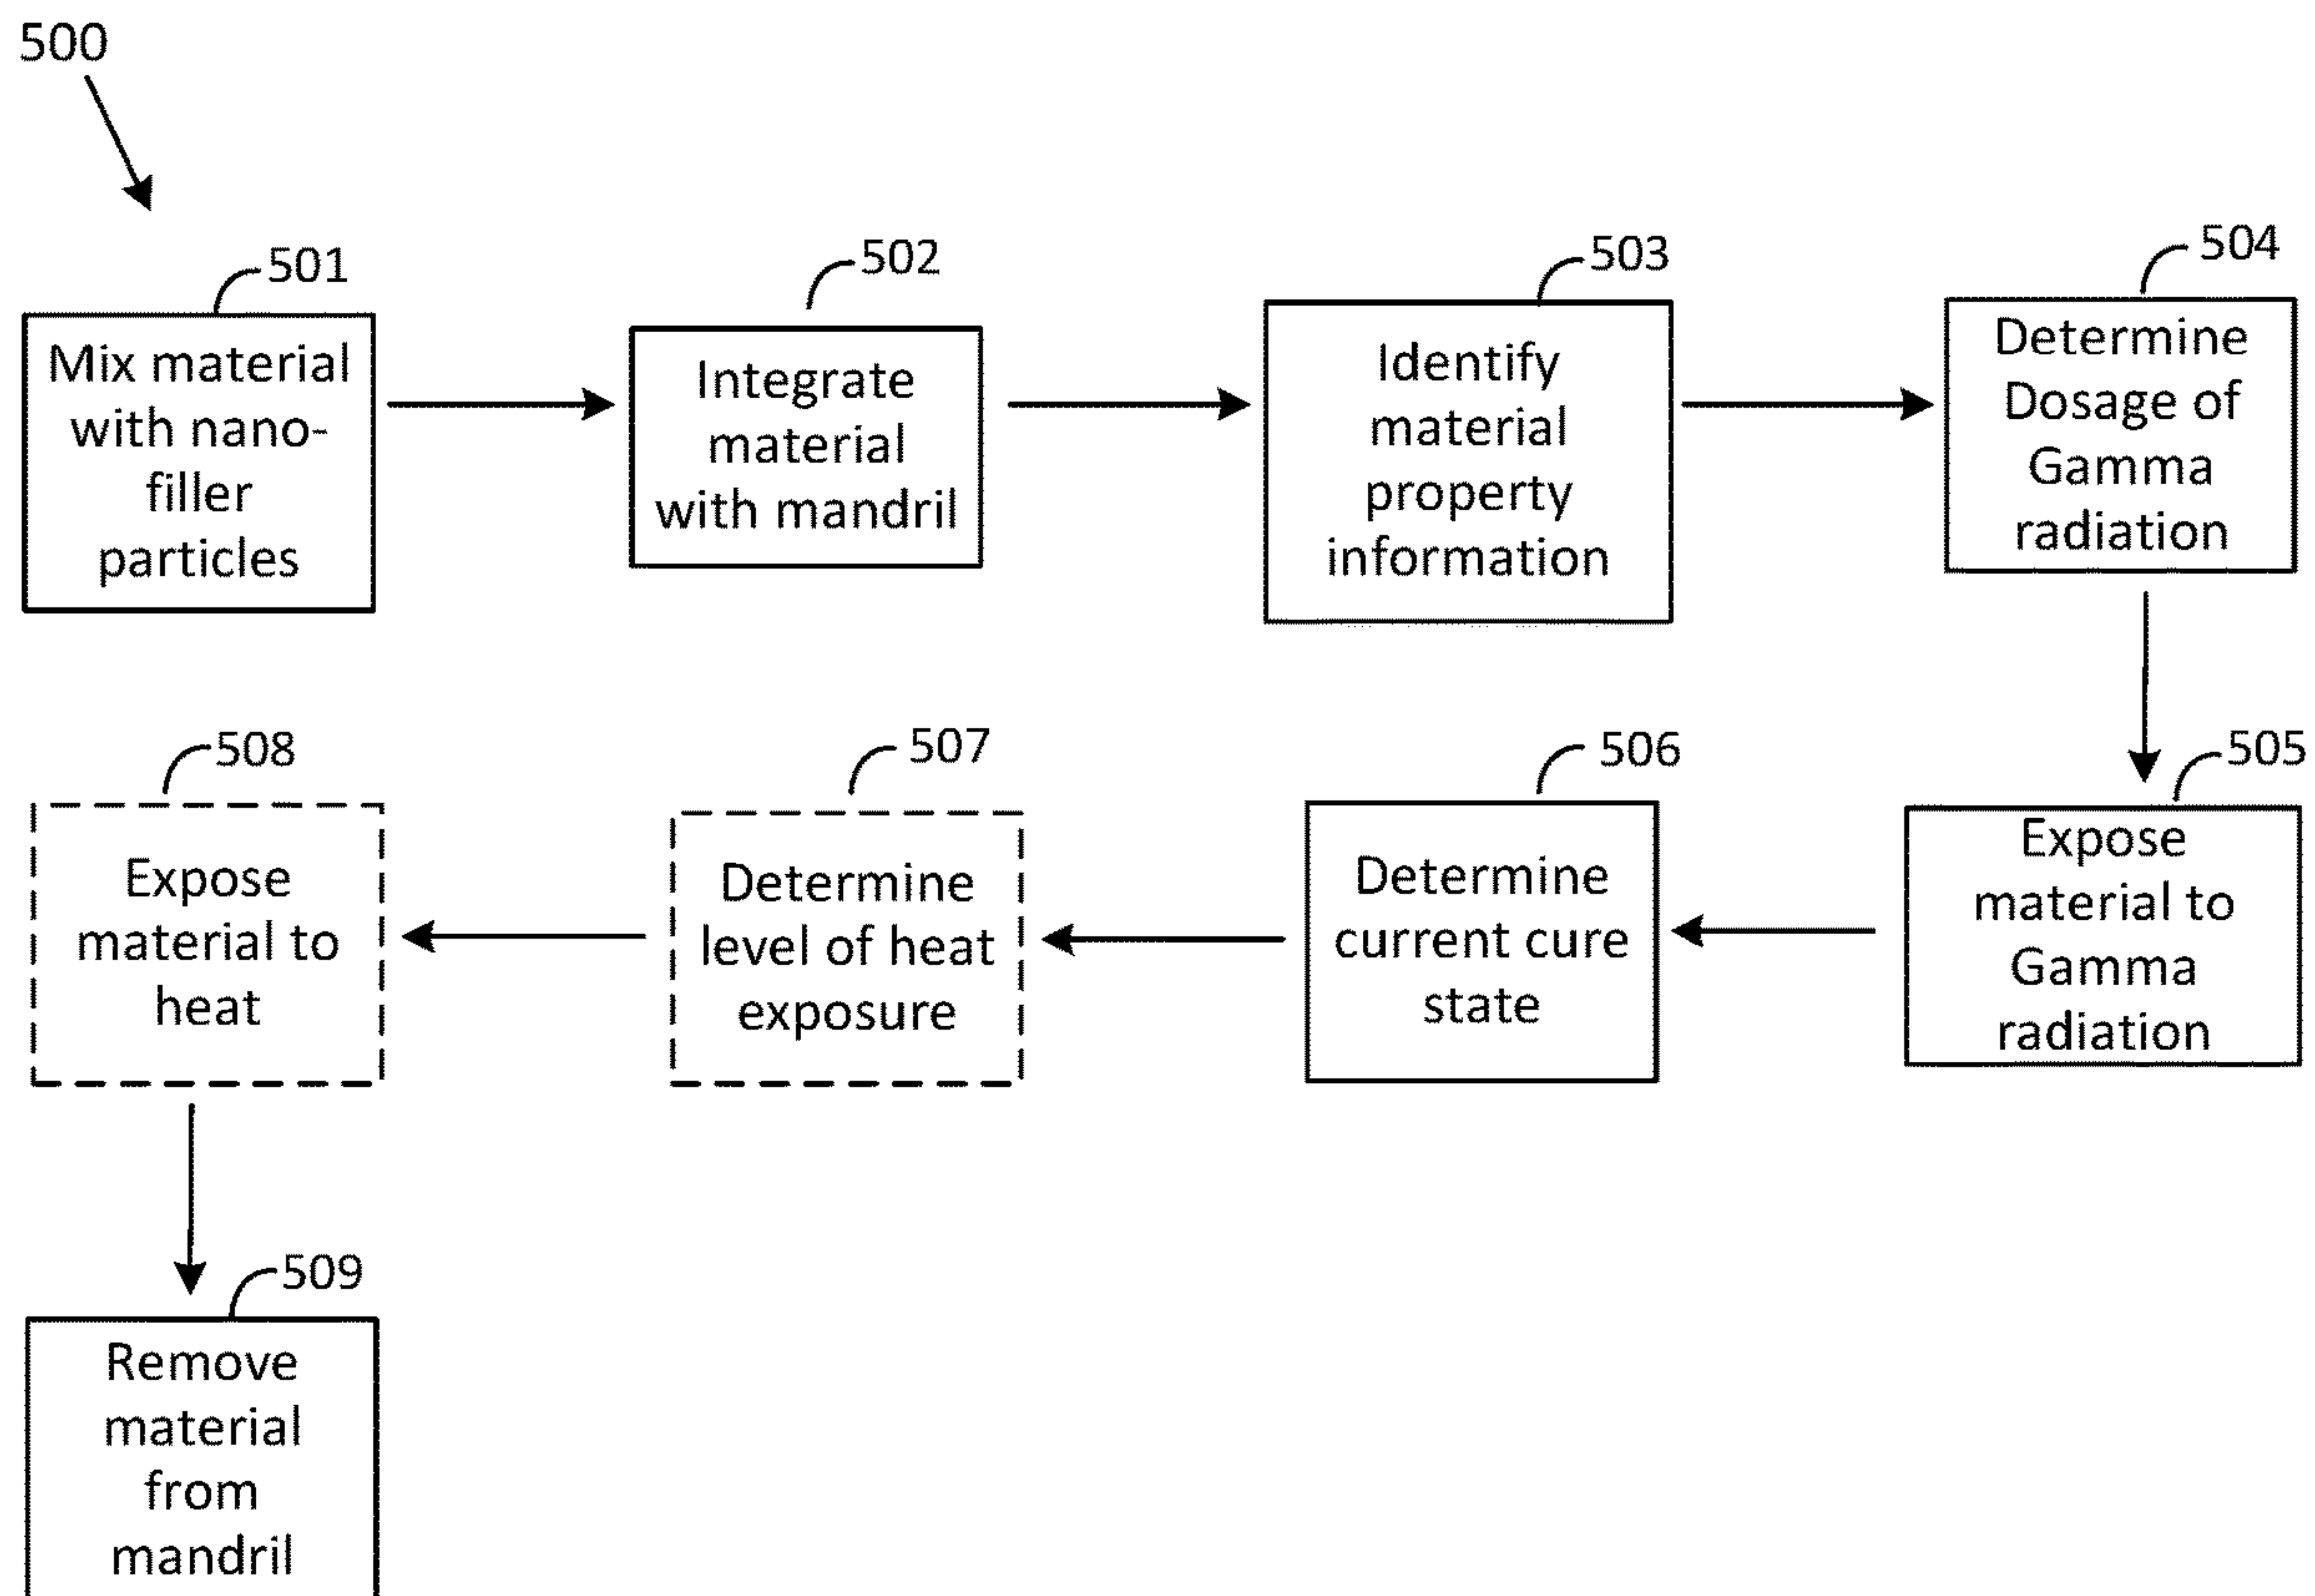 500
501
Mix material
with nano-
filler
particles
502
Integrate
material
with mandril
503
Identify
material
property
information
504
Determine
Dosage of
Gamma
radiation
505
Expose
material to
Gamma
radiation
506
Determine
current cure
state
507
Determine
level of heat
exposure
508
Expose
material to
heat
509
Remove
material
from
mandril